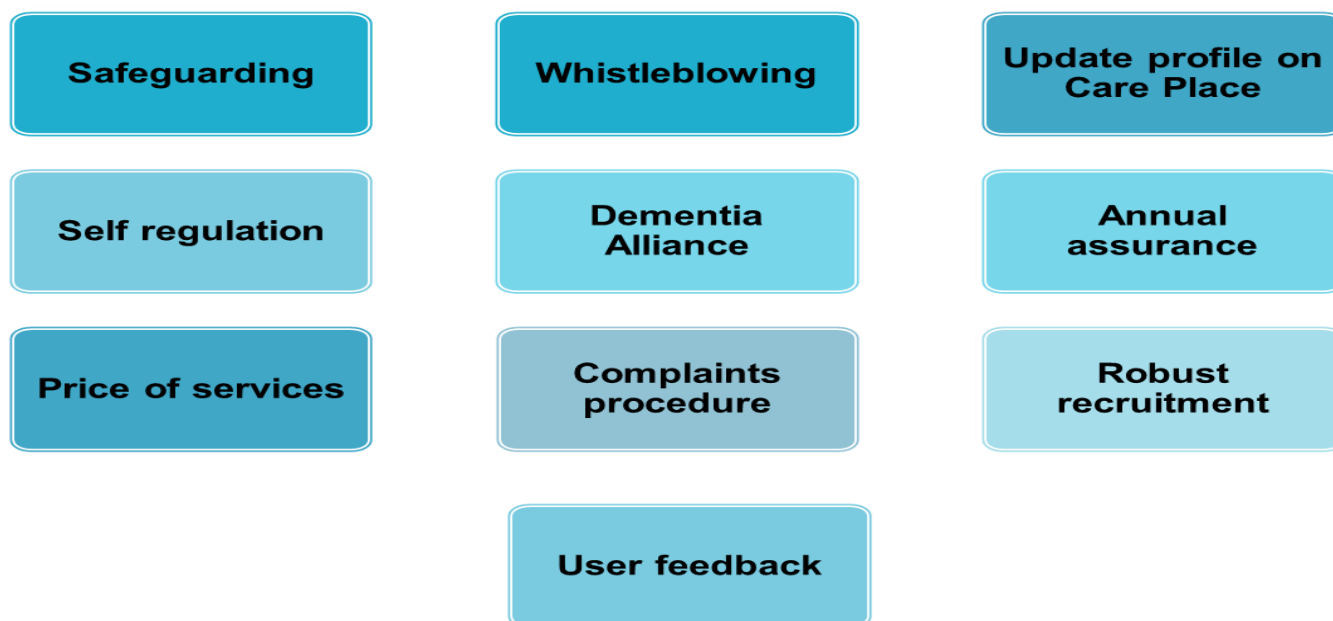 Safeguarding
Whistleblowing
Update profile on
Care Place
Self regulation
Dementia
Alliance
Annual
assurance
Price of services
Complaints
procedure
Robust
recruitment
User feedback